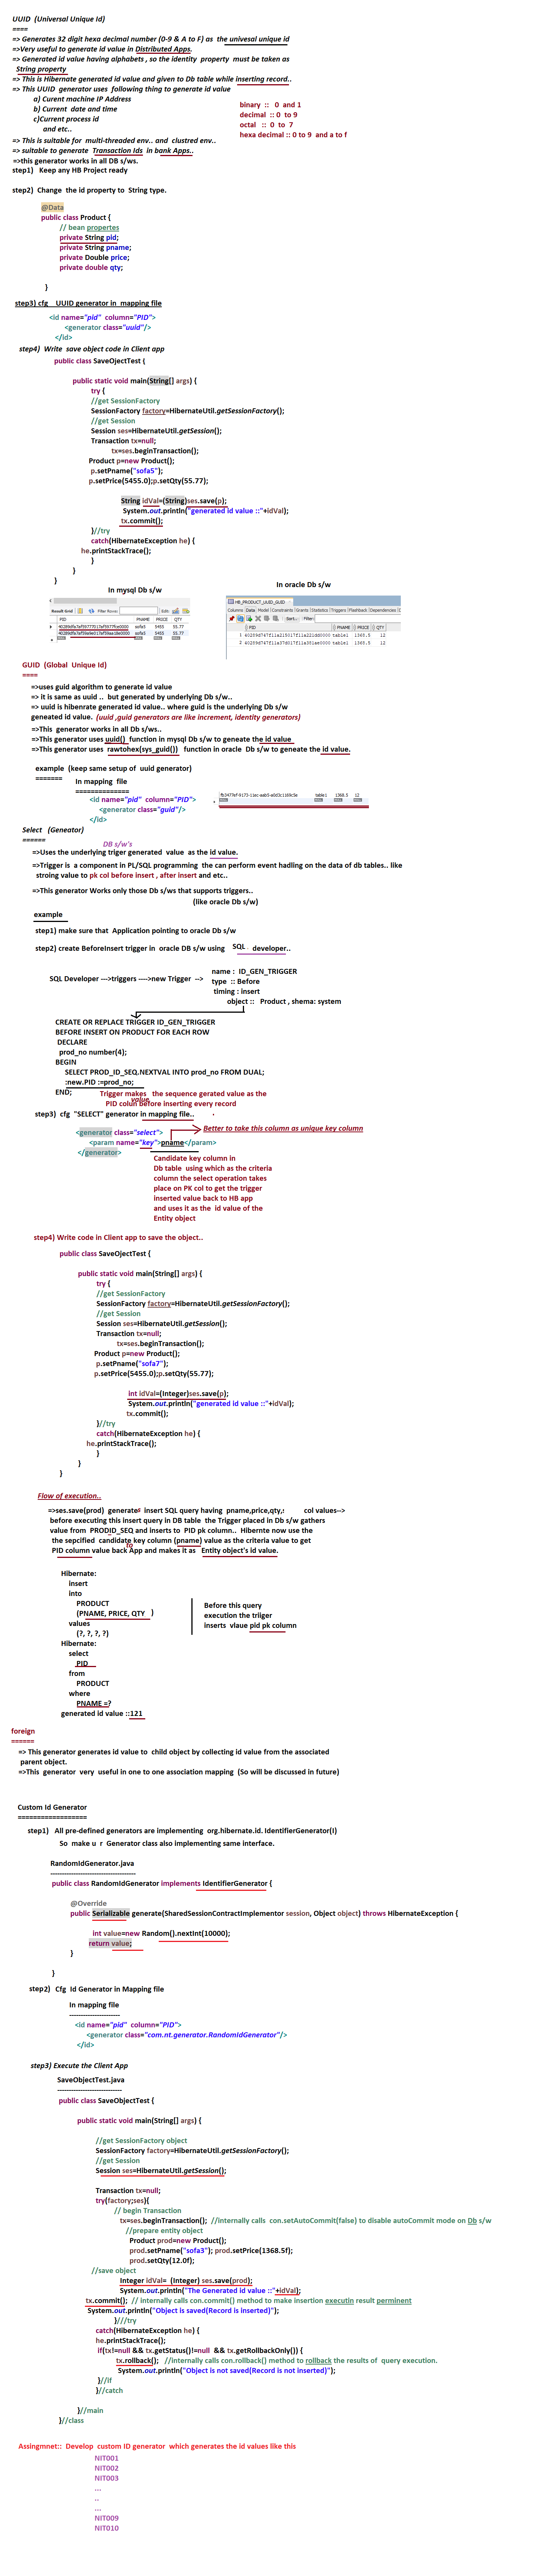 UUID  (Universal Unique Id)
====
=> Generates 32 digit hexa decimal number (0-9 & A to F) as  the univesal unique id
=>Very useful to generate id value in Distributed Apps.
=> Generated id value having alphabets , so the identity  property  must be taken as
String property
=> This is Hibernate generated id value and given to Db table while inserting record..
=> This UUID  generator uses  following thing to generate id value
a) Curent machine IP Address
b) Current  date and time
c)Current process id
and etc..
binary  ::   0  and 1
decimal  :: 0  to 9
octal   ::  0  to  7
hexa decimal :: 0 to 9  and a to f
=> This is suitable for  multi-threaded env.. and  clustred env..
=> suitable to generate  Transaction Ids  in bank Apps..
=>this generator works in all DB s/ws.
step1)   Keep any HB Project ready
step2)  Change  the id property to  String type.
@Data
public class Product {
// bean propertes
private String pid;
private String pname;
private Double price;
private double qty;
}
step3) cfg    UUID generator in  mapping file
<id name="pid"  column="PID">
<generator class="uuid"/>
</id>
step4)  Write  save object code in Client app
public class SaveOjectTest {
public static void main(String[] args) {
try {
//get SessionFactory
SessionFactory factory=HibernateUtil.getSessionFactory();
//get Session
Session ses=HibernateUtil.getSession();
Transaction tx=null;
tx=ses.beginTransaction();
Product p=new Product();
p.setPname("sofa5");
p.setPrice(5455.0);p.setQty(55.77);
String idVal=(String)ses.save(p);
System.out.println("generated id value ::"+idVal);
tx.commit();
}//try
catch(HibernateException he) {
he.printStackTrace();
}
}
}
In mysql Db s/w
In oracle Db s/w
Result Grid Filter Rows:
PID PNAME PRICE QTY
sofa5 5455 55.77
sofa5 5455 55.77
HB_PRODUCT_UUID_GUID
Columns Data Model Constraints Grants Statistics Triggers Flashback Dependencies
Sort.. Filter:
PID PNAME PRICE QTY
table1 1368.5 12
table1 1368.5 12
GUID  (Global  Unique Id)
====
=>uses guid algorithm to generate id value
=> it is same as uuid ..  but generated by underlying Db s/w..
=> uuid is hibenrate generated id value.. where guid is the underlying Db s/w
geneated id value.  (uuid ,guid generators are like increment, identity generators)
=>This  generator works in all Db s/ws..
=>This generator uses uuid()  function in mysql Db s/w to geneate the id value
=>This generator uses  rawtohex(sys_guid())   function in oracle  Db s/w to geneate the id value.
example  (keep same setup of  uuid generator)
=======
In mapping  file
==============
<id name="pid"  column="PID">
<generator class="guid"/>
</id>
table1 1368.5 12
Select   (Geneator)
======
DB s/w's
=>Uses the underlying triger generated  value  as the id value.
=>Trigger is  a component in PL/SQL programming  the can perform event hadling on the data of db tables.. like
stroing value to pk col before insert , after insert and etc..
=>This generator Works only those Db s/ws that supports triggers..
(like oracle Db s/w)
example
step1) make sure that  Application pointing to oracle Db s/w
step2) create BeforeInsert trigger in  oracle DB s/w using   SQL   developer..
SQL Developer --->triggers ---->new Trigger  -->
name :  ID_GEN_TRIGGER
type  :: Before
timing : insert
object ::   Product , shema: system
CREATE OR REPLACE TRIGGER ID_GEN_TRIGGER
BEFORE INSERT ON PRODUCT FOR EACH ROW
DECLARE
prod_no number(4);
BEGIN
SELECT PROD_ID_SEQ.NEXTVAL INTO prod_no FROM DUAL;
:new.PID :=prod_no;
END;
Trigger makes   the sequence gerated value as the
value
PID colun before inserting every record
step3)  cfg  "SELECT" generator in mapping file..
<generator class="select">
<param name="key">pname</param>
</generator>
Better to take this column as unique key column
Candidate key column in
Db table  using which as the criteria
column the select operation takes
place on PK col to get the trigger
inserted value back to HB app
and uses it as the  id value of the
Entity object
step4) Write code in Client app to save the object..
public class SaveOjectTest {
public static void main(String[] args) {
try {
//get SessionFactory
SessionFactory factory=HibernateUtil.getSessionFactory();
//get Session
Session ses=HibernateUtil.getSession();
Transaction tx=null;
tx=ses.beginTransaction();
Product p=new Product();
p.setPname("sofa7");
p.setPrice(5455.0);p.setQty(55.77);
int idVal=(Integer)ses.save(p);
System.out.println("generated id value ::"+idVal);
tx.commit();
}//try
catch(HibernateException he) {
he.printStackTrace();
}
}
}
Flow of execution..
=>ses.save(prod)  generates  insert SQL query having  pname,price,qty,:   col values-->
before executing this insert query in DB table  the Trigger placed in Db s/w gathers
value from  PRODID_SEQ and inserts to  PID pk column..  Hibernte now use the
the sepcified  candidate key column (pname) value as the criteria value to get
to
PID column value back App and makes it as   Entity object's id value.
Hibernate:
insert
into
PRODUCT
(PNAME, PRICE, QTY   )
values
(?, ?, ?, ?)
Before this query
execution the triiger
inserts  vlaue pid pk column
Hibernate:
select
PID
from
PRODUCT
where
PNAME =?
generated id value ::121
foreign
======
=> This generator generates id value to  child object by collecting id value from the associated
parent object.
=>This  generator  very  useful in one to one association mapping  (So will be discussed in future)
Custom Id Generator
==================
step1)   All pre-defined generators are implementing  org.hibernate.id. IdentifierGenerator(I)
So  make u  r  Generator class also implementing same interface.
RandomIdGenerator.java
----------------------------------
public class RandomIdGenerator implements IdentifierGenerator {
@Override
public Serializable generate(SharedSessionContractImplementor session, Object object) throws HibernateException {
int value=new Random().nextInt(10000);
return value;
}
}
step2)   Cfg  Id Generator in Mapping file
In mapping file
---------------------
<id name="pid"  column="PID">
<generator class="com.nt.generator.RandomIdGenerator"/>
</id>
step3) Execute the Client App
SaveObjectTest.java
--------------------------
public class SaveObjectTest {
public static void main(String[] args) {
//get SessionFactory object
SessionFactory factory=HibernateUtil.getSessionFactory();
//get Session
Session ses=HibernateUtil.getSession();
Transaction tx=null;
try(factory;ses){
// begin Transaction
tx=ses.beginTransaction();  //internally calls  con.setAutoCommit(false) to disable autoCommit mode on Db s/w
//prepare entity object
Product prod=new Product();
prod.setPname("sofa3"); prod.setPrice(1368.5f);
prod.setQty(12.0f);
//save object
Integer idVal=  (Integer) ses.save(prod);
System.out.println("The Generated id value ::"+idVal);
tx.commit();  // internally calls con.commit() method to make insertion executin result perminent
System.out.println("Object is saved(Record is inserted)");
}///try
catch(HibernateException he) {
he.printStackTrace();
if(tx!=null && tx.getStatus()!=null  && tx.getRollbackOnly()) {
tx.rollback();   //internally calls con.rollback() method to rollback the results of  query execution.
System.out.println("Object is not saved(Record is not inserted)");
}//if
}//catch
}//main
}//class
Assingmnet::  Develop  custom ID generator  which generates the id values like this
NIT001
NIT002
NIT003
...
..
...
NIT009
NIT010